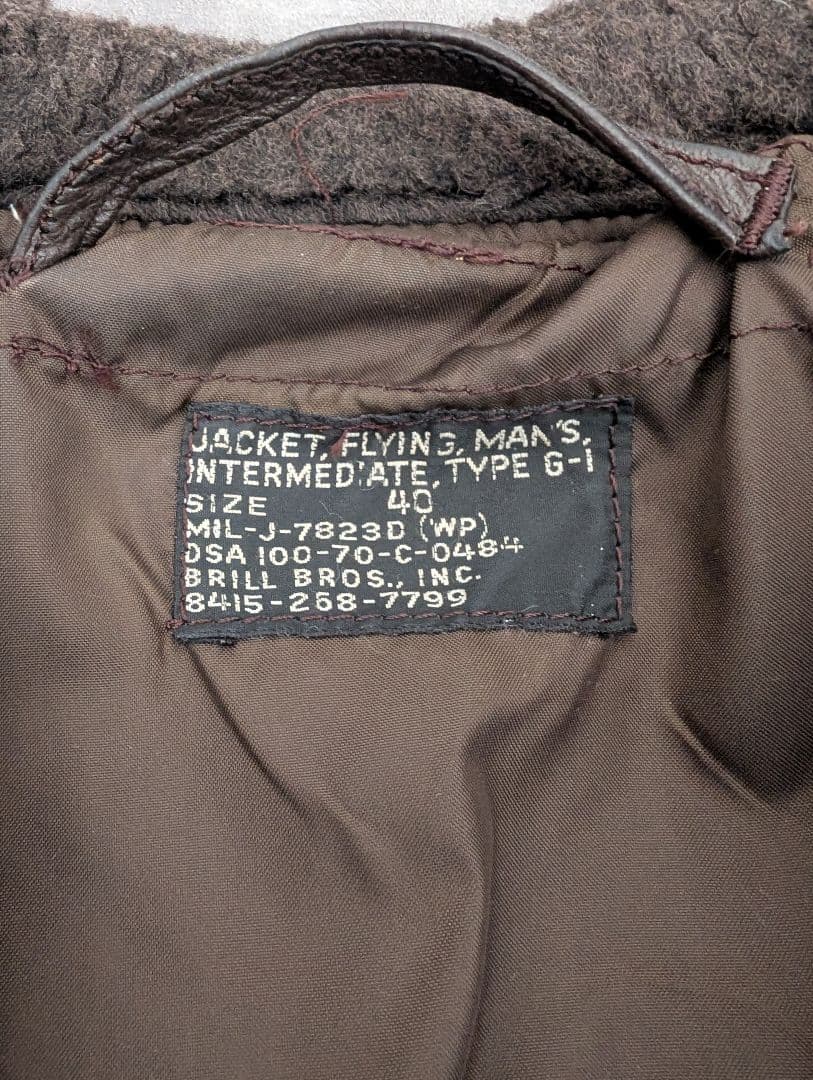 JACKET, FLYING, MAN'S,
INTERMEDIATE, TYPE G-1
SIZE 40
MIL-J-7823D (WP)
DSA 100-70-C-0484
BRILL BROS., INC.
8415-268-7799